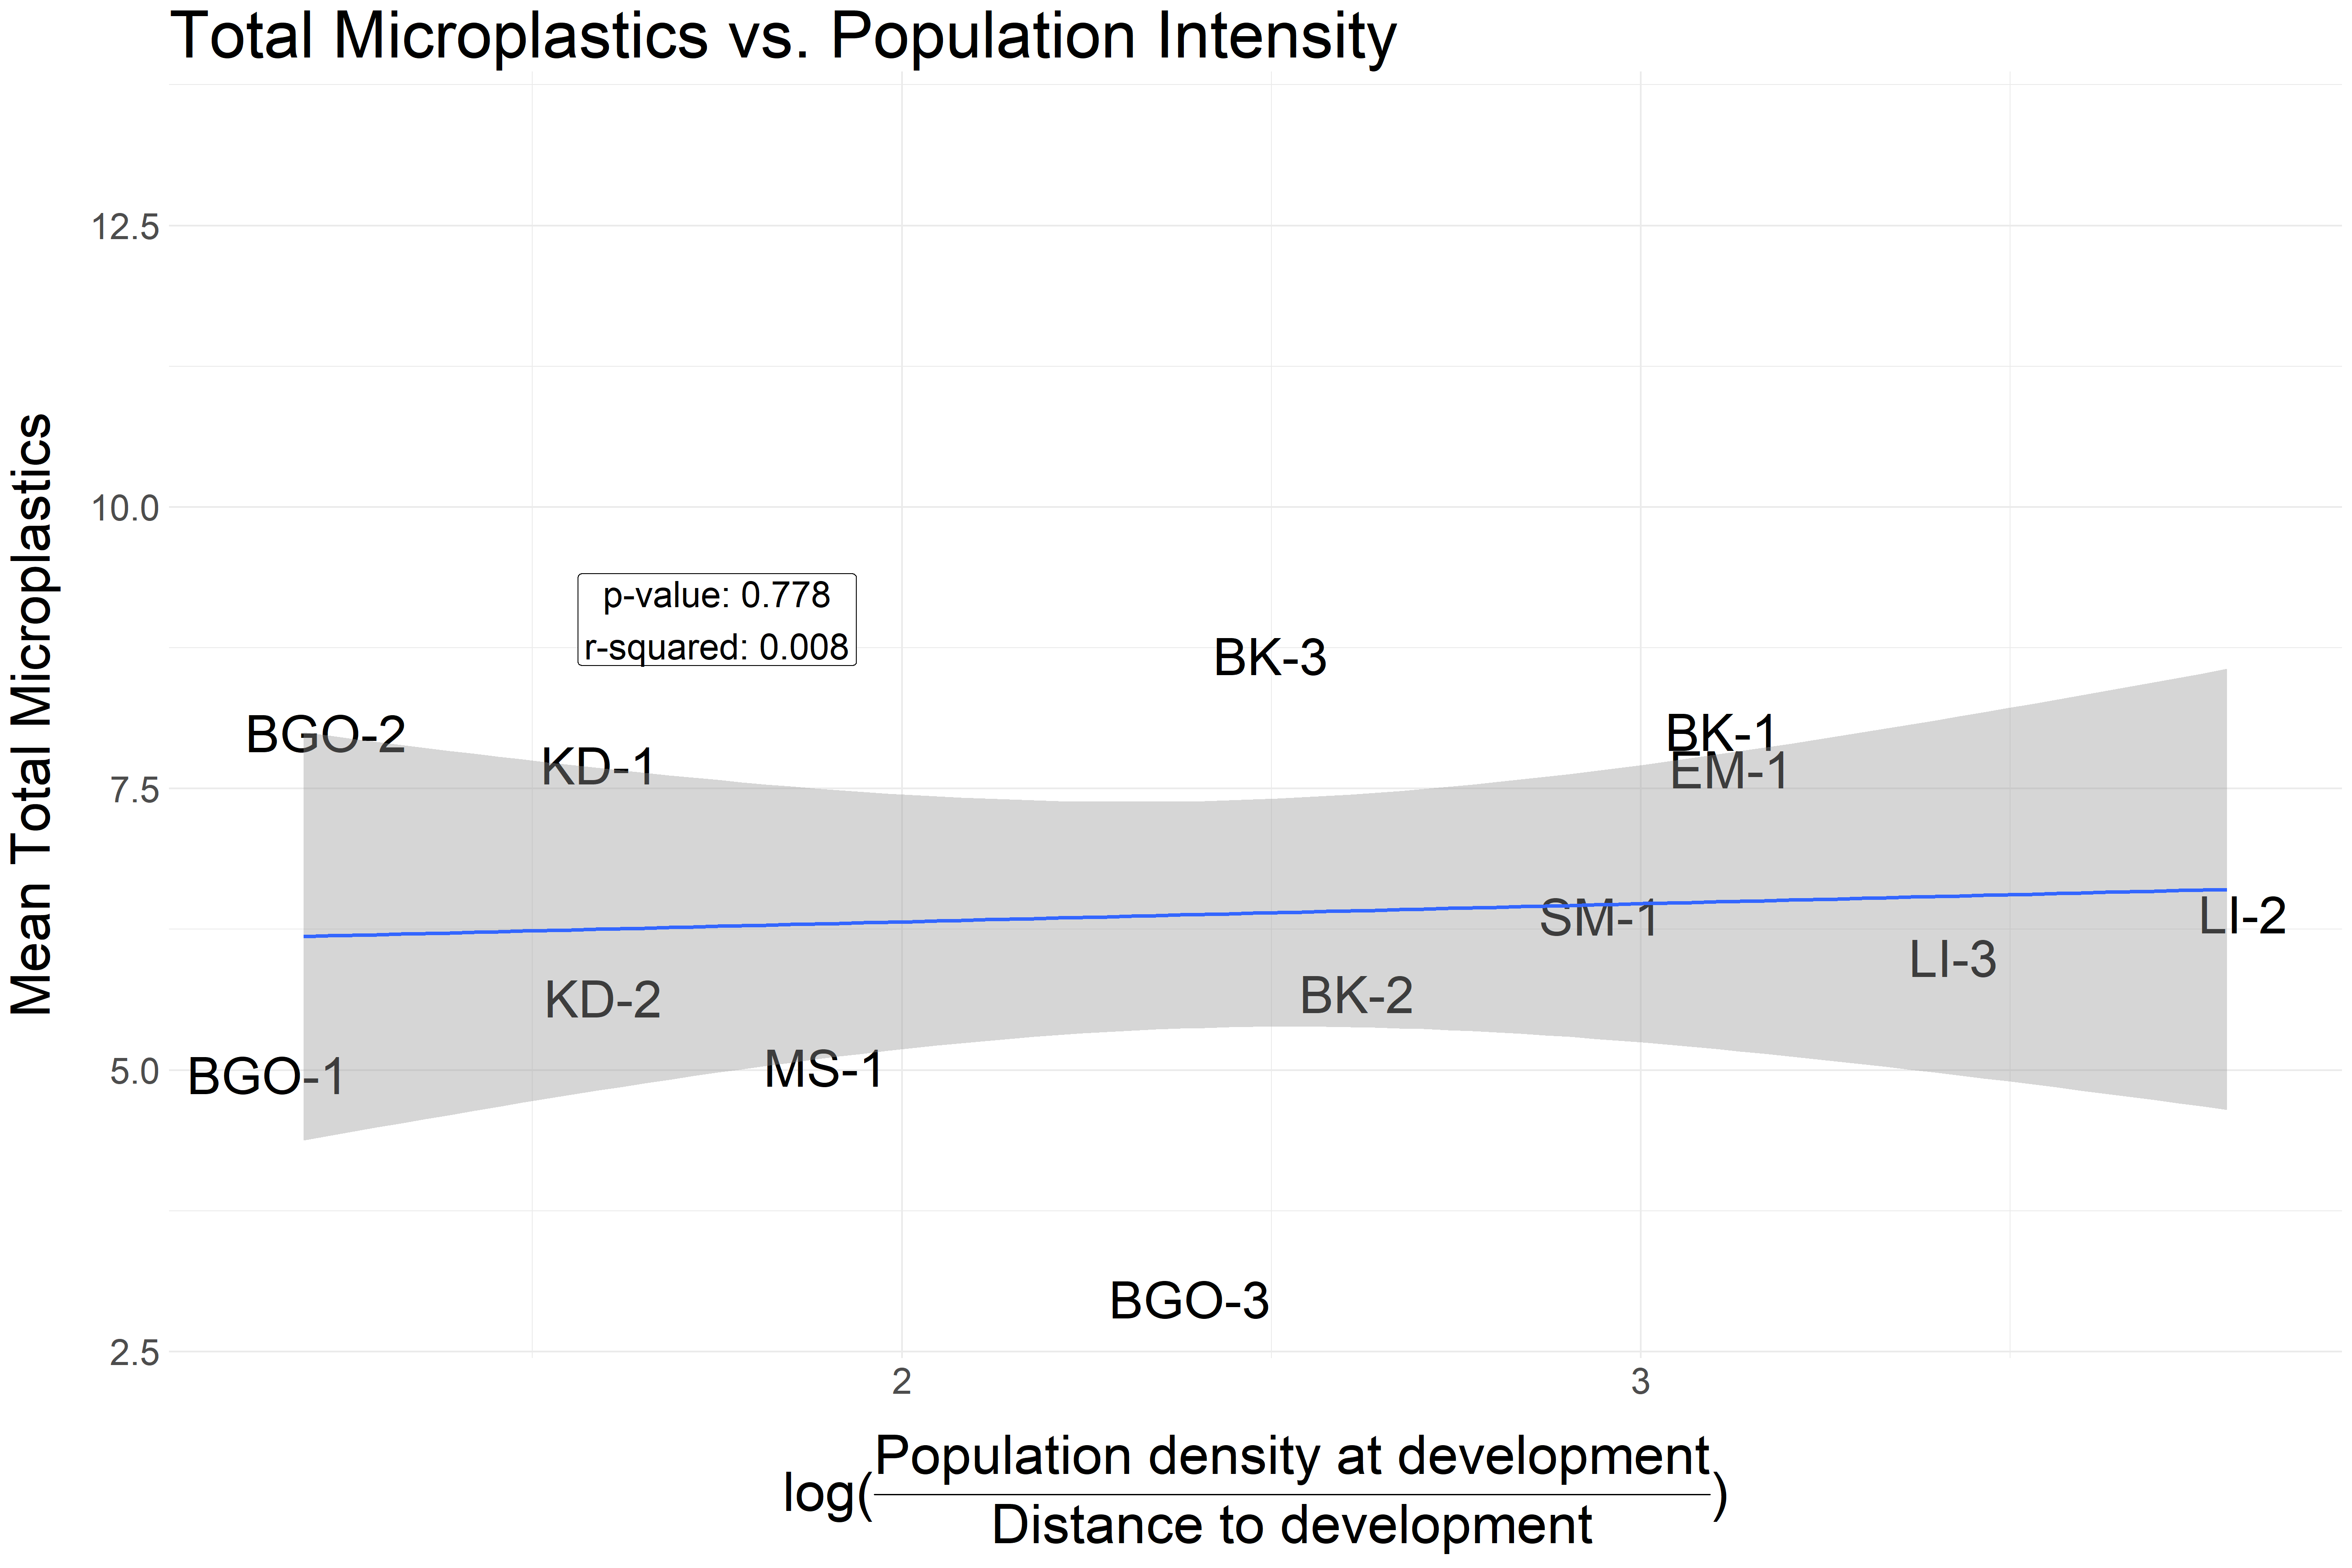 Total Microplastics vs. Population Intensity
Mean Total Microplastics
12.5
10.0
7.5
5.0
2.5
p-value: 0.778
r-squared: 0.008
BK-3
BGO-2
KD-1
BK-1
EM-1
SM-1
LI-2
LI-3
KD-2
BK-2
BGO-1
MS-1
BGO-3
2
3
Population density at development
log( )
Distance to development